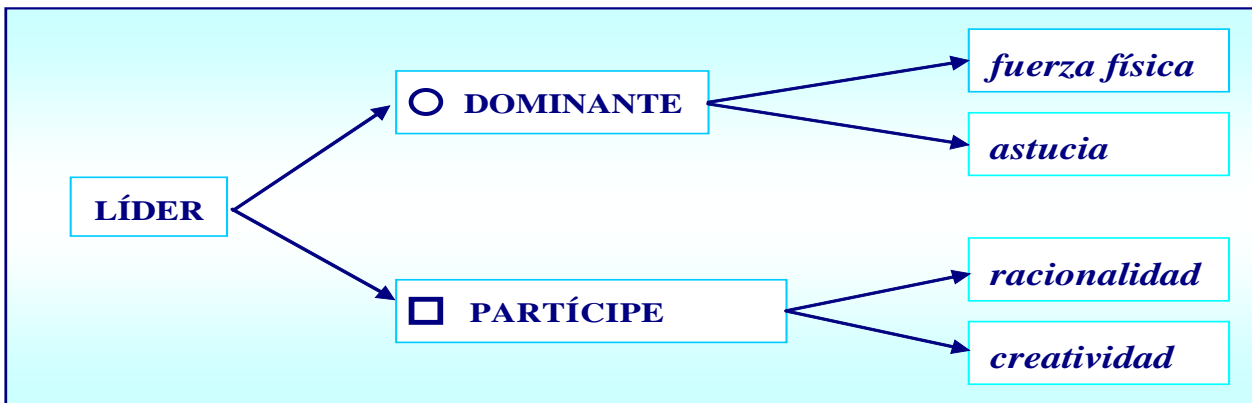 LÍDER
DOMINANTE
fuerza física
astucia
PARTÍCIPE
racionalidad
creatividad